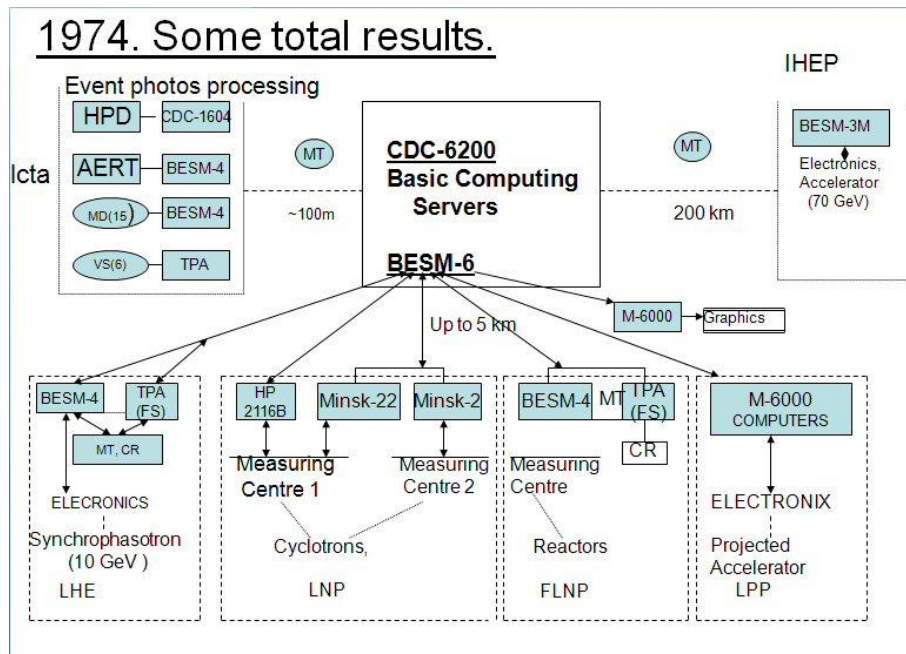 1974. Some total results.
IHEP
Event photos processing
HPD
CDC-1604
AERT
BESM-4
MD(15)
BESM-4
VS(6)
TPA
Icta
MT
~100m
CDC-6200
Basic Computing
Servers
BESM-6
MT
200 km
BESM-3M
Electronics,
Accelerator
(70 GeV)
Up to 5 km
M-6000
Graphics
BESM-4
TPA
(FS)
MT, CR
ELECRONICS
Synchrophasotron
(10 GeV )
LHE
HP
2116B
Minsk-22
Minsk-2
Measuring
Centre 1
Measuring
Centre 2
Cyclotrons,
LNP
BESM-4
MT
TPA
(FS)
CR
Measuring
Centre
Reactors
FLNP
M-6000
COMPUTERS
ELECTRONIX
Projected
Accelerator
LPP